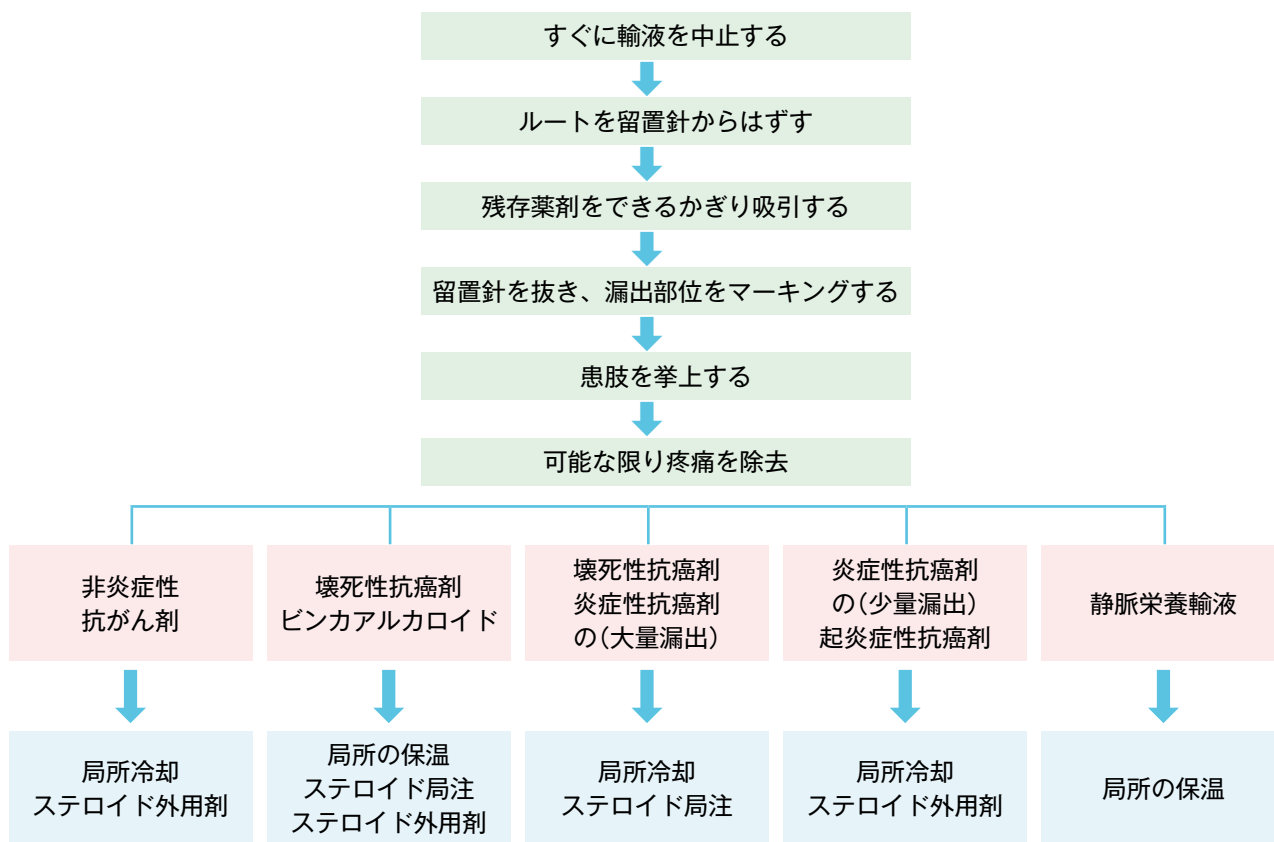 すぐに輸液を中止する
ルートを留置針からはずす
残存薬剤をできるかぎり吸引する
留置針を抜き、漏出部位をマーキングする
患肢を挙上する
可能な限り疼痛を除去
非炎症性
抗がん剤
壊死性抗癌剤
ビンカアルカロイド
壊死性抗癌剤
炎症性抗癌剤
の(大量漏出)
炎症性抗癌剤
の(少量漏出)
起炎症性抗癌剤
静脈栄養輸液
局所冷却
ステロイド外用剤
局所の保温
ステロイド局注
ステロイド外用剤
局所冷却
ステロイド局注
局所冷却
ステロイド外用剤
局所の保温